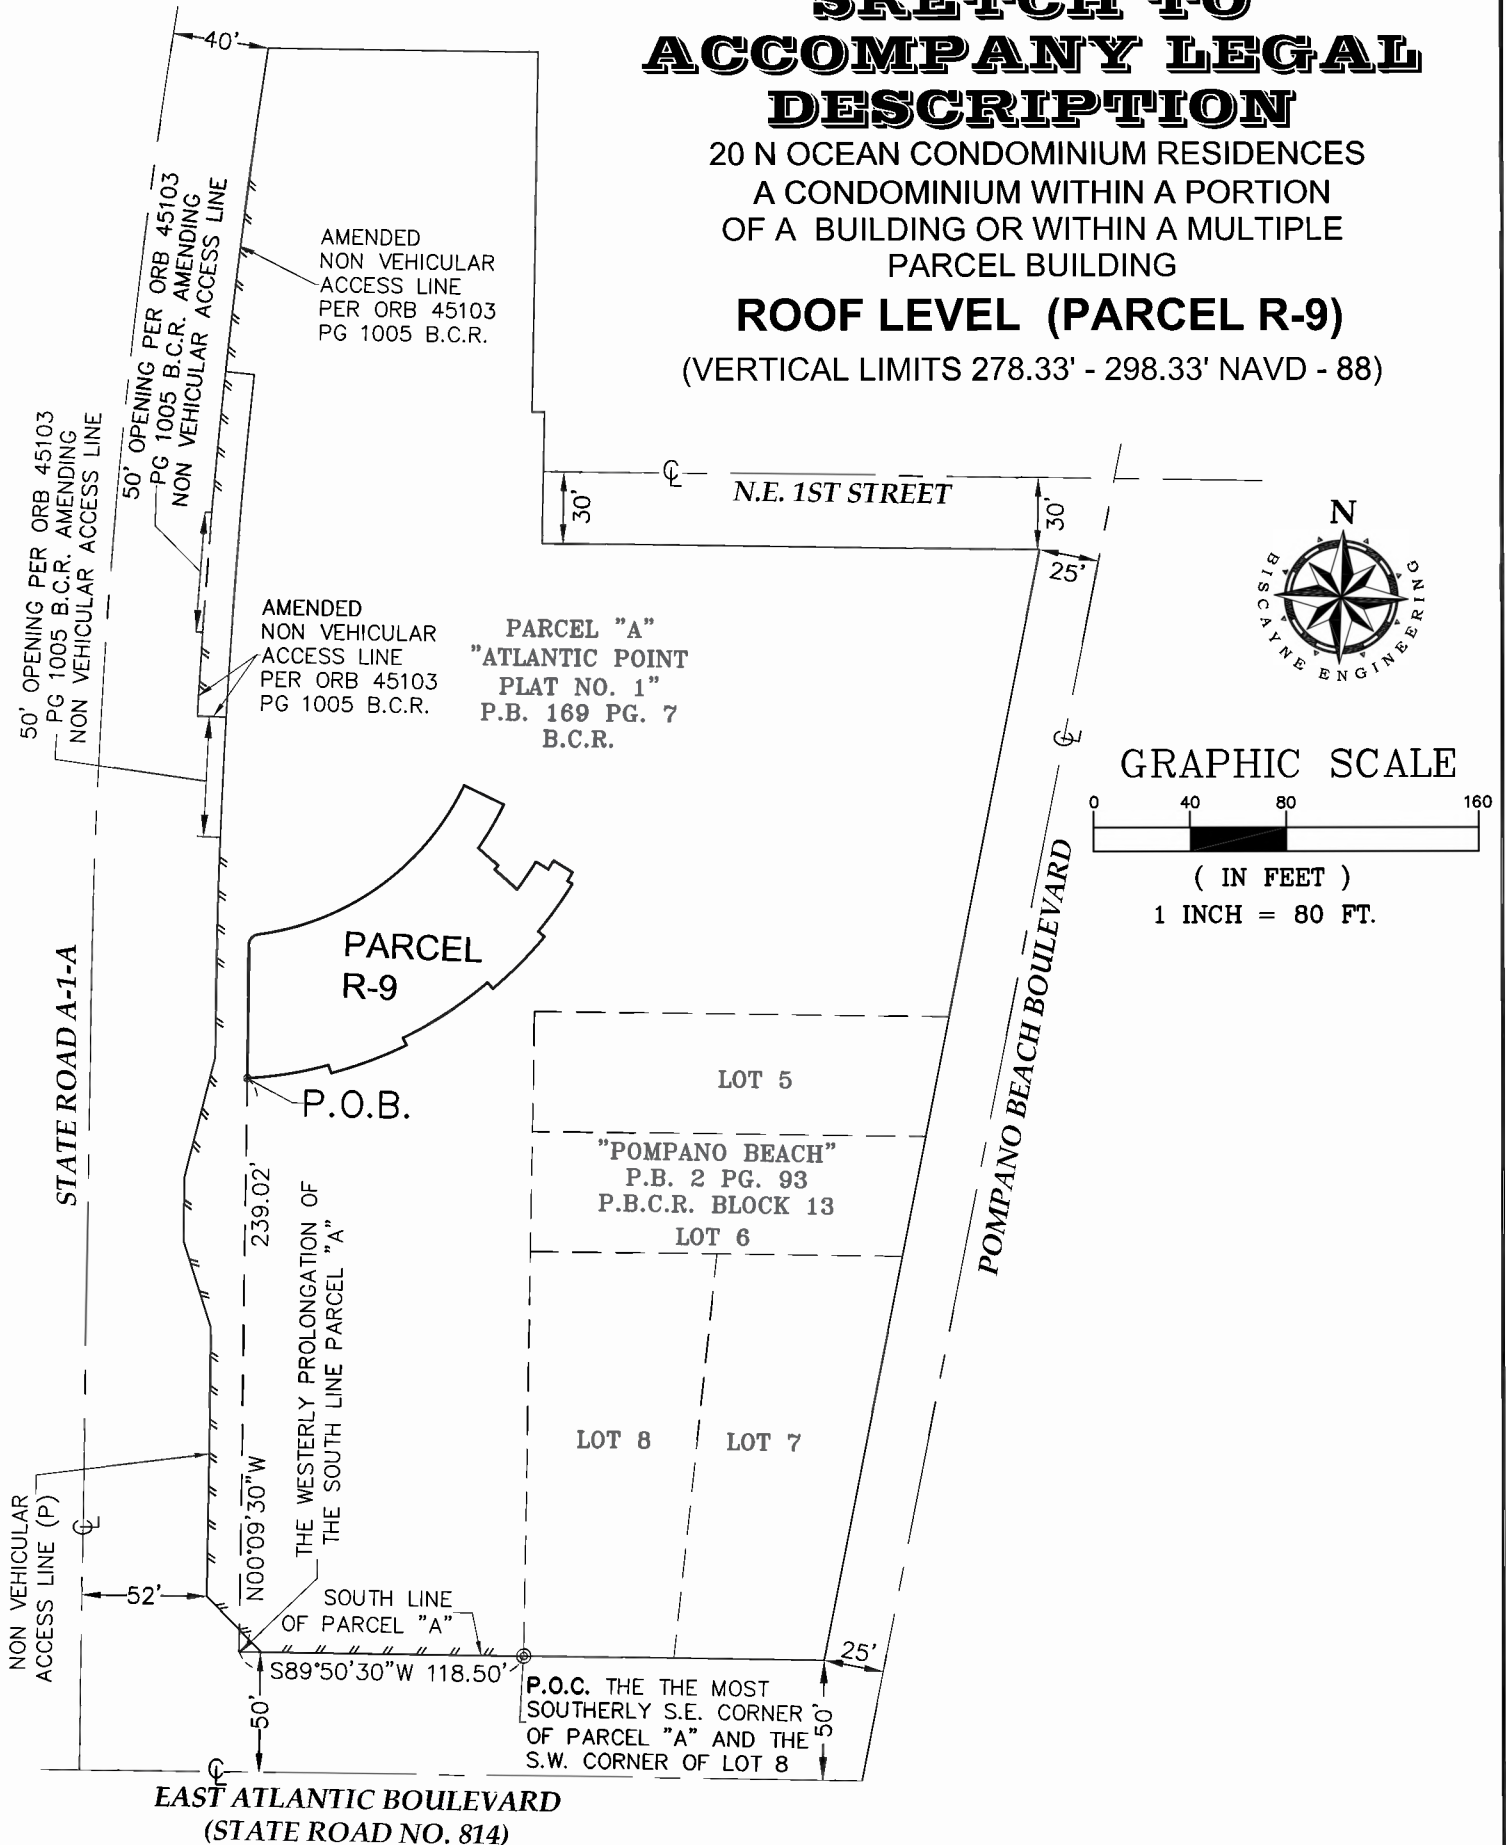 SKETCH TO
ACCOMPANY LEGAL
DESCRIPTION
20 N OCEAN CONDOMINIUM RESIDENCES
A CONDOMINIUM WITHIN A PORTION
OF A BUILDING OR WITHIN A MULTIPLE
PARCEL BUILDING
ROOF LEVEL (PARCEL R-9)
(VERTICAL LIMITS 278.33' - 298.33' NAVD - 88)
40'
50' OPENING PER ORB 45103
PG 1005 B.C.R. AMENDING
NON VEHICULAR ACCESS LINE
AMENDED
NON VEHICULAR
ACCESS LINE
PER ORB 45103
PG 1005 B.C.R.
50' OPENING PER ORB 45103
PG 1005 B.C.R. AMENDING
NON VEHICULAR ACCESS LINE
CL
N.E. 1ST STREET
30'
30'
25'
N
BISCAYNE ENGINEERING
AMENDED
NON VEHICULAR
ACCESS LINE
PER ORB 45103
PG 1005 B.C.R.
PARCEL "A"
"ATLANTIC POINT
PLAT NO. 1"
P.B. 169 PG. 7
B.C.R.
CL
GRAPHIC SCALE
0 40 80 160
( IN FEET )
1 INCH = 80 FT.
POMPANO BEACH BOULEVARD
PARCEL
R-9
STATE ROAD A-1-A
P.O.B.
LOT 5
"POMPANO BEACH"
P.B. 2 PG. 93
P.B.C.R. BLOCK 13
LOT 6
239.02'
N00°09'30"W
THE WESTERLY PROLONGATION OF
THE SOUTH LINE PARCEL "A"
LOT 8
LOT 7
NON VEHICULAR
ACCESS LINE (P)
CL
52'
SOUTH LINE
OF PARCEL "A"
S89°50'30"W 118.50'
25'
50'
50'
P.O.C. THE THE MOST
SOUTHERLY S.E. CORNER
OF PARCEL "A" AND THE
S.W. CORNER OF LOT 8
CL
EAST ATLANTIC BOULEVARD
(STATE ROAD NO. 814)